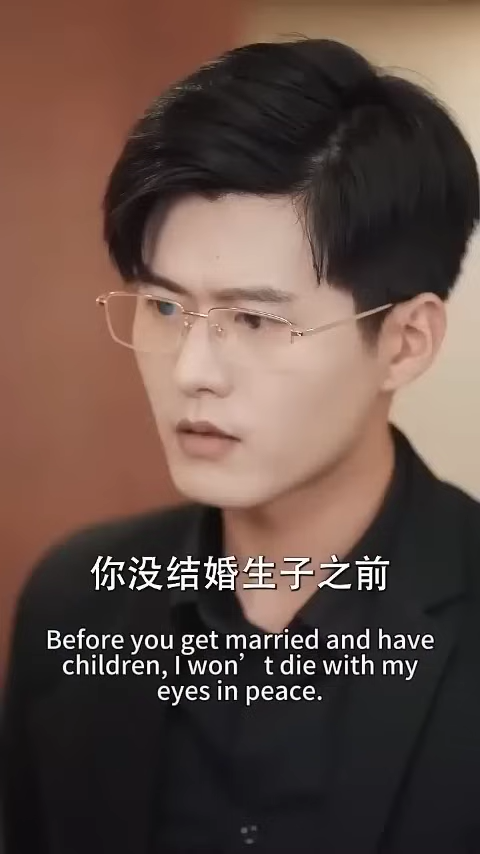 你没结婚生子之前
Before you get married and have
children, I won’t die with my
eyes in peace.